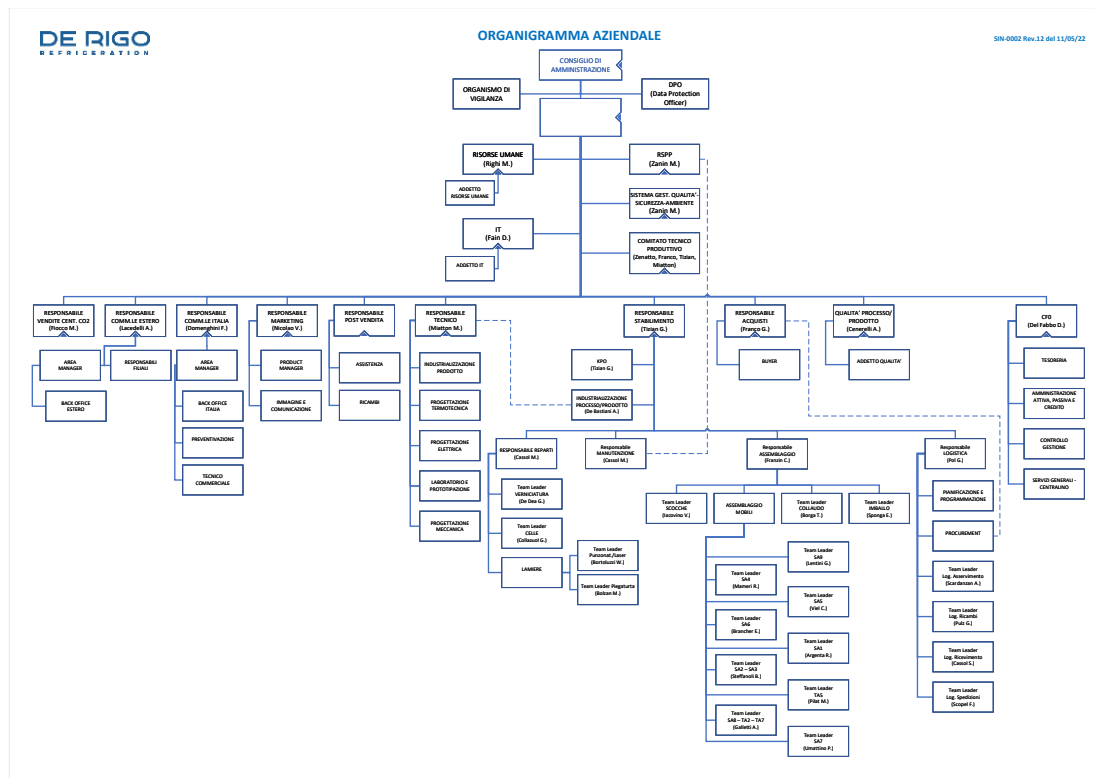 DE RIGO
REFRIGERATION
ORGANIGRAMMA AZIENDALE
SIN-0002 Rev.12 del 11/05/22
CONSIGLIO DI
AMMINISTRAZIONE
ORGANISMO DI
VIGILANZA
DPO
(Data Protection
Officer)
RISORSE UMANE
(Righi M.)
RSPP
(Zanin M.)
ADDETTO
RISORSE UMANE
SISTEMA GEST. QUALITA'-
SICUREZZA-AMBIENTE
(Zanin M.)
IT
(Fain D.)
COMITATO TECNICO
PRODUTTIVO
(Zenatto, Franco, Tizian,
Miatton)
ADDETTO IT
RESPONSABILE
VENDITE CENT. CO2
(Fiocco M.)
RESPONSABILE
COMM.LE ESTERO
(Lacedelli A.)
RESPONSABILE
COMM.LE ITALIA
(Domenghini F.)
RESPONSABILE
MARKETING
(Nicolao V.)
RESPONSABILE
POST VENDITA
RESPONSABILE
TECNICO
(Miatton M.)
RESPONSABILE
STABILIMENTO
(Tizian G.)
RESPONSABILE
ACQUISTI
(Franco G.)
QUALITA' PROCESSO/
PRODOTTO
(Cenerelli A.)
CFO
(Del Fabbo D.)
AREA
MANAGER
RESPONSABILI
FILIALI
AREA
MANAGER
PRODUCT
MANAGER
ASSISTENZA
INDUSTRIALIZZAZIONE
PRODOTTO
KPO
(Tizian G.)
BUYER
ADDETTO QUALITA'
TESORERIA
BACK OFFICE
ESTERO
BACK OFFICE
ITALIA
IMMAGINE E
COMUNICAZIONE
RICAMBI
PROGETTAZIONE
TERMOTECNICA
INDUSTRIALIZZAZIONE
PROCESSO/PRODOTTO
(De Bastiani A.)
AMMINISTRAZIONE
ATTIVA, PASSIVA E
CREDITO
PREVENTIVAZIONE
PROGETTAZIONE
ELETTRICA
RESPONSABILE REPARTI
(Cassol M.)
Responsabile
MANUTENZIONE
(Cassol M.)
Responsabile
ASSEMBLAGGIO
(Franzin C.)
Responsabile
LOGISTICA
(Pol G.)
CONTROLLO
GESTIONE
TECNICO
COMMERCIALE
LABORATORIO E
PROTOTIPAZIONE
SERVIZI GENERALI -
CENTRALINO
Team Leader
VERNICIATURA
(De Dea G.)
Team Leader
SCOCCHE
(Iacovino V.)
ASSEMBLAGGIO
MOBILI
Team Leader
COLLAUDO
(Borga T.)
Team Leader
IMBALLO
(Sponga E.)
PIANIFICAZIONE E
PROGRAMMAZIONE
PROGETTAZIONE
MECCANICA
Team Leader
CELLE
(Collazuol G.)
PROCUREMENT
LAMIERE
Team Leader
Punzonat./Laser
(Bortoluzzi W.)
Team Leader Piegaturta
(Bolzan M.)
Team Leader
SA9
(Lentini G.)
Team Leader
SA4
(Mameri R.)
Team Leader
Log. Asservimento
(Scardanzan A.)
Team Leader
SA5
(Viel C.)
Team Leader
SA6
(Brancher E.)
Team Leader
Log. Ricambi
(Pulz G.)
Team Leader
SA1
(Argenta R.)
Team Leader
SA2 – SA3
(Steffanoli B.)
Team Leader
Log. Ricevimento
(Cassol S.)
Team Leader
TA5
(Pilat M.)
Team Leader
Log. Spedizioni
(Scopel F.)
Team Leader
SA8 – TA2 – TA7
(Galletti A.)
Team Leader
SA7
(Umattino P.)